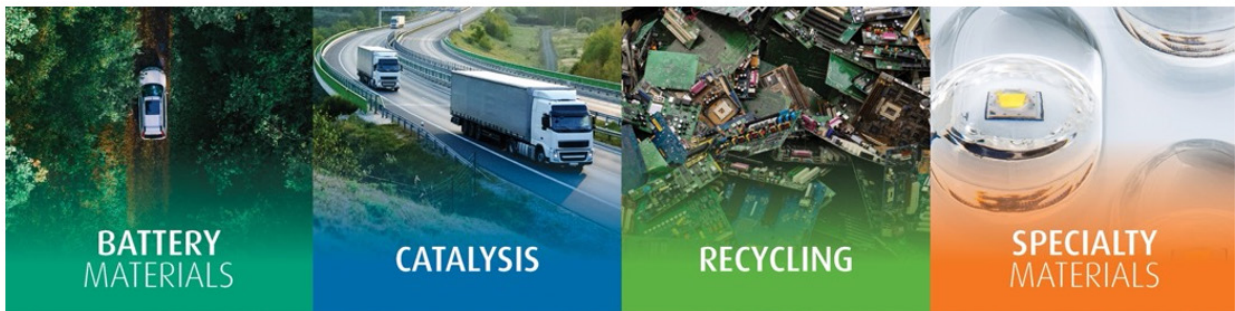 BATTERY
MATERIALS
CATALYSIS
RECYCLING
SPECIALTY
MATERIALS